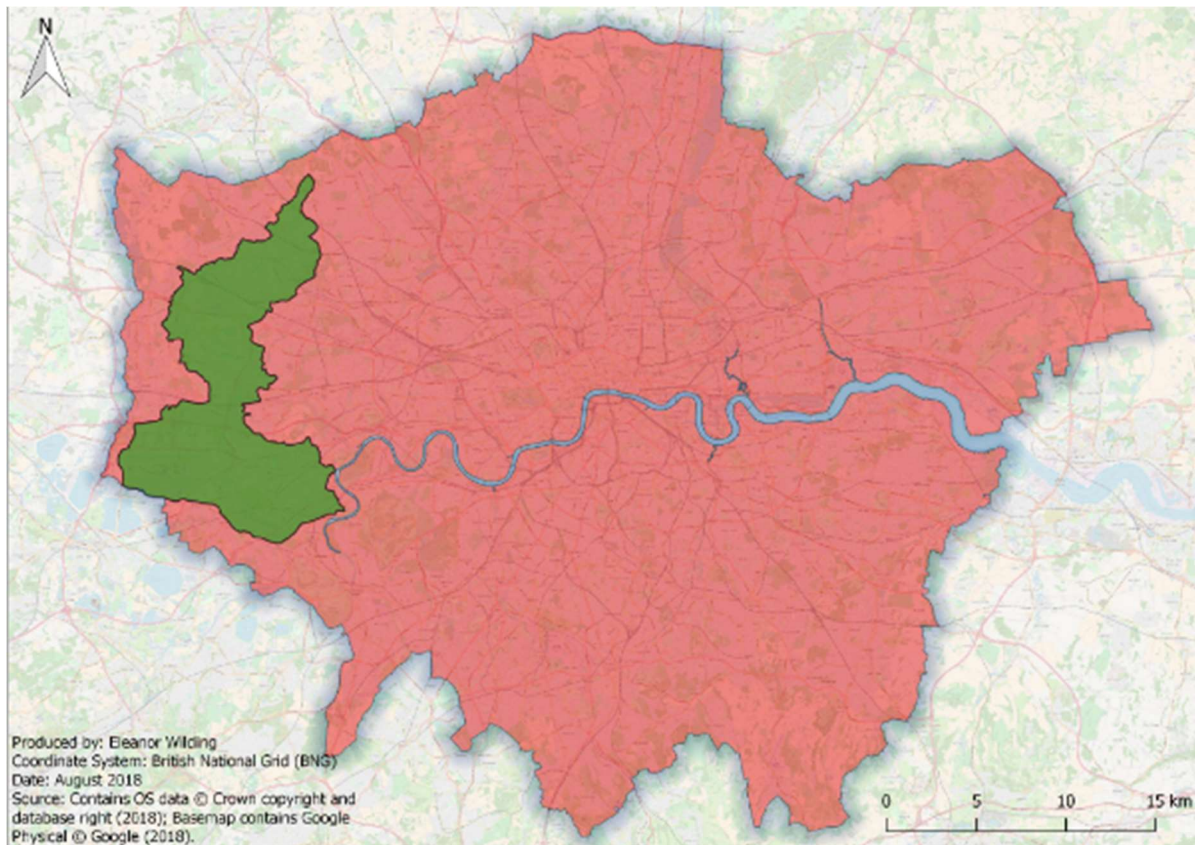 N
Produced by: Eleanor Wilding
Coordinate System: British National Grid (BNG)
Date: August 2018
Source: Contains OS data © Crown copyright and
database right (2018); Basemap contains Google
Physical © Google (2018).
0 5 10 15 km